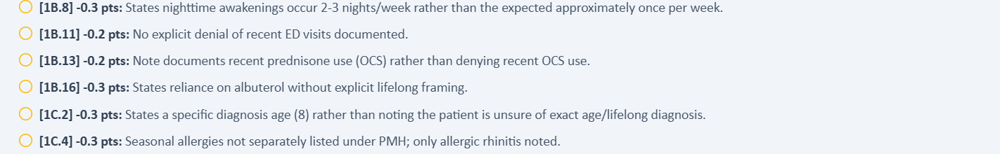 [1B.8] -0.3 pts: States nighttime awakenings occur 2-3 nights/week rather than the expected approximately once per week.
[1B.11] -0.2 pts: No explicit denial of recent ED visits documented.
[1B.13] -0.2 pts: Note documents recent prednisone use (OCS) rather than denying recent OCS use.
[1B.16] -0.3 pts: States reliance on albuterol without explicit lifelong framing.
[1C.2] -0.3 pts: States a specific diagnosis age (8) rather than noting the patient is unsure of exact age/lifelong diagnosis.
[1C.4] -0.3 pts: Seasonal allergies not separately listed under PMH; only allergic rhinitis noted.